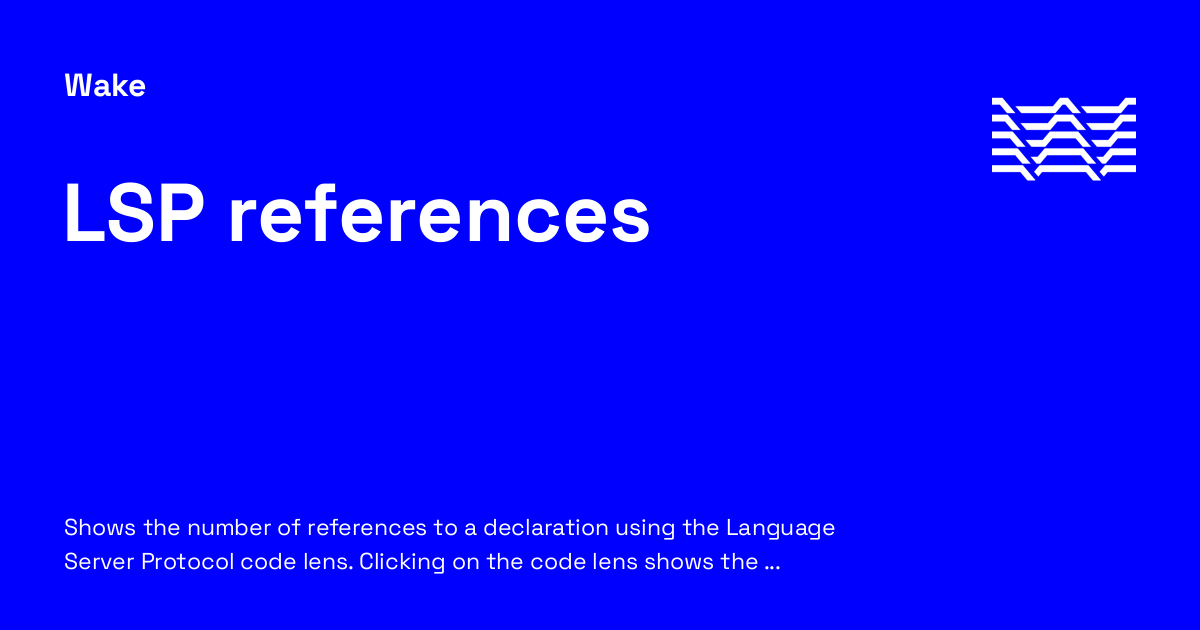 Wake
LSP references
Shows the number of references to a declaration using the Language
Server Protocol code lens. Clicking on the code lens shows the ...